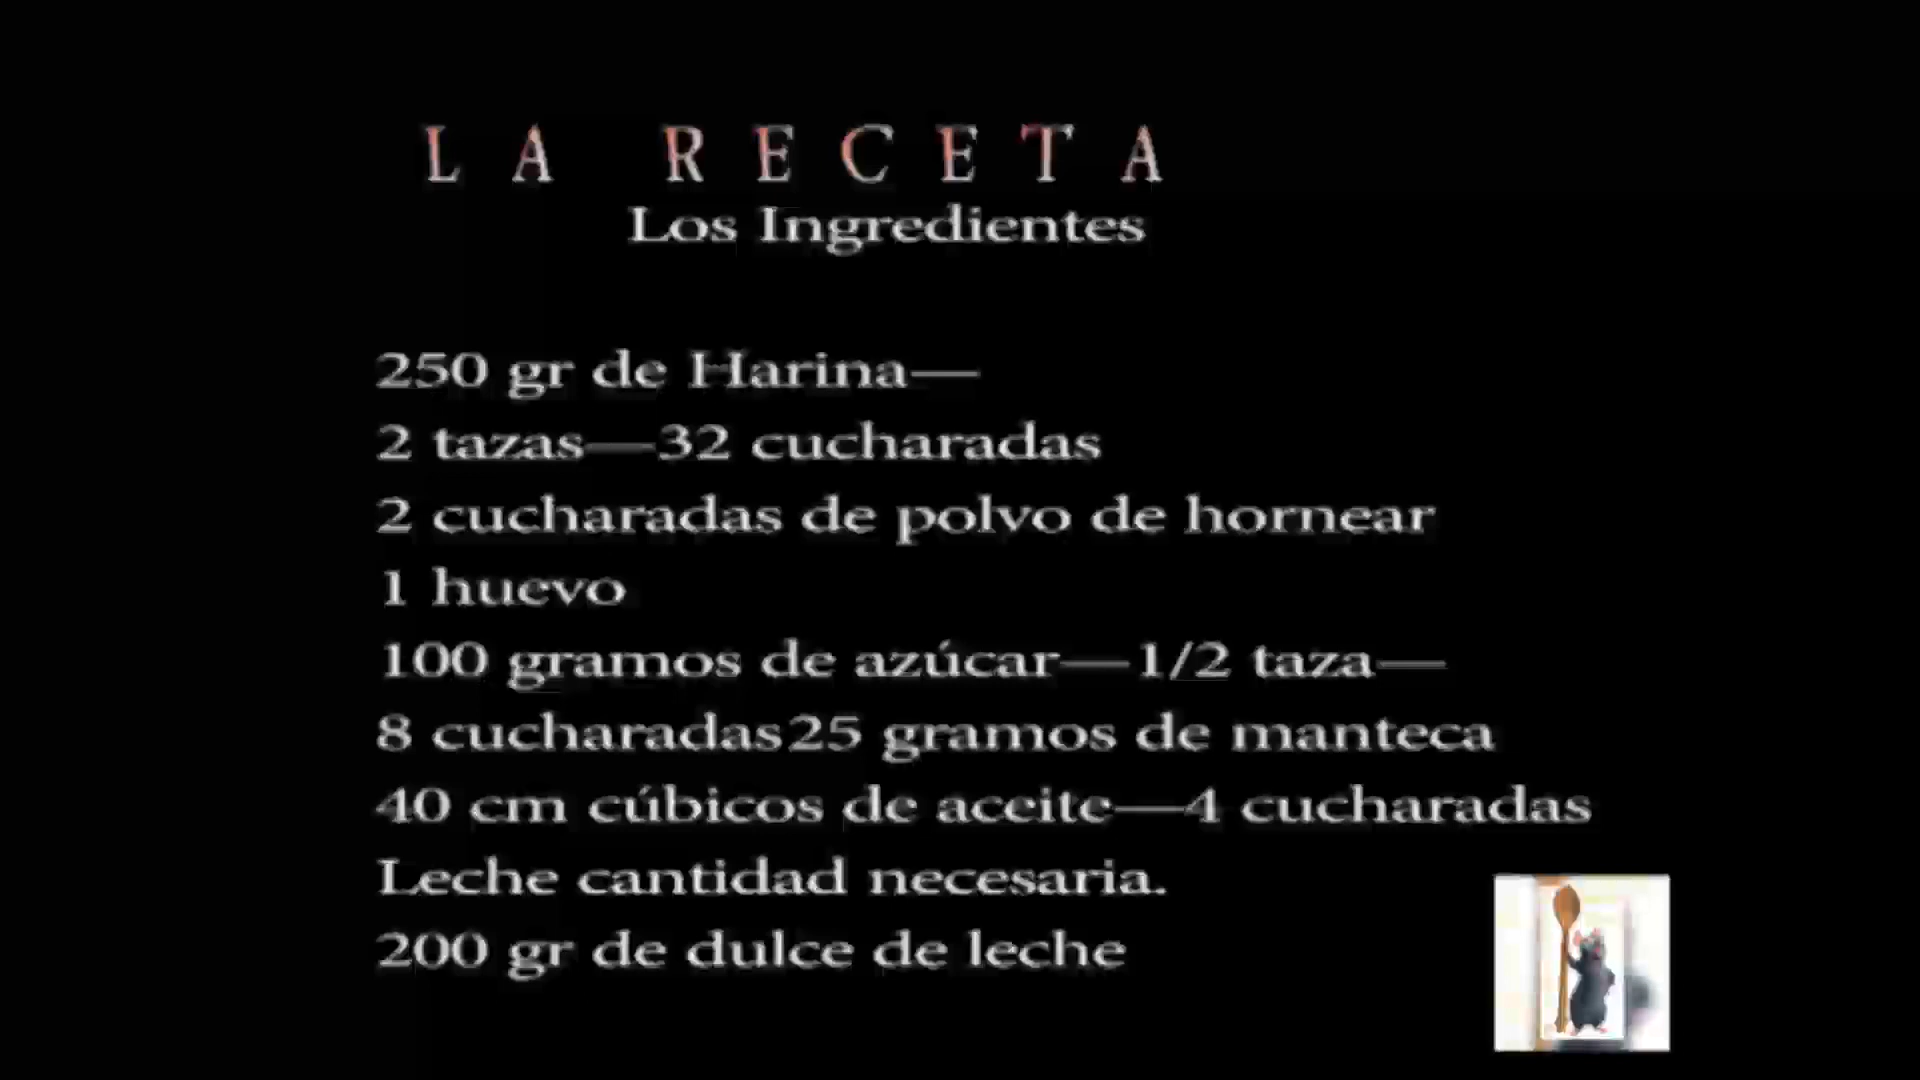 LA RECETA
Los Ingredientes
250 gr de Harina—
2 tazas—32 cucharadas
2 cucharadas de polvo de hornear
1 huevo
100 gramos de azúcar—1/2 taza—
8 cucharadas25 gramos de manteca
40 cm cúbicos de aceite—4 cucharadas
Leche cantidad necesaria.
200 gr de dulce de leche